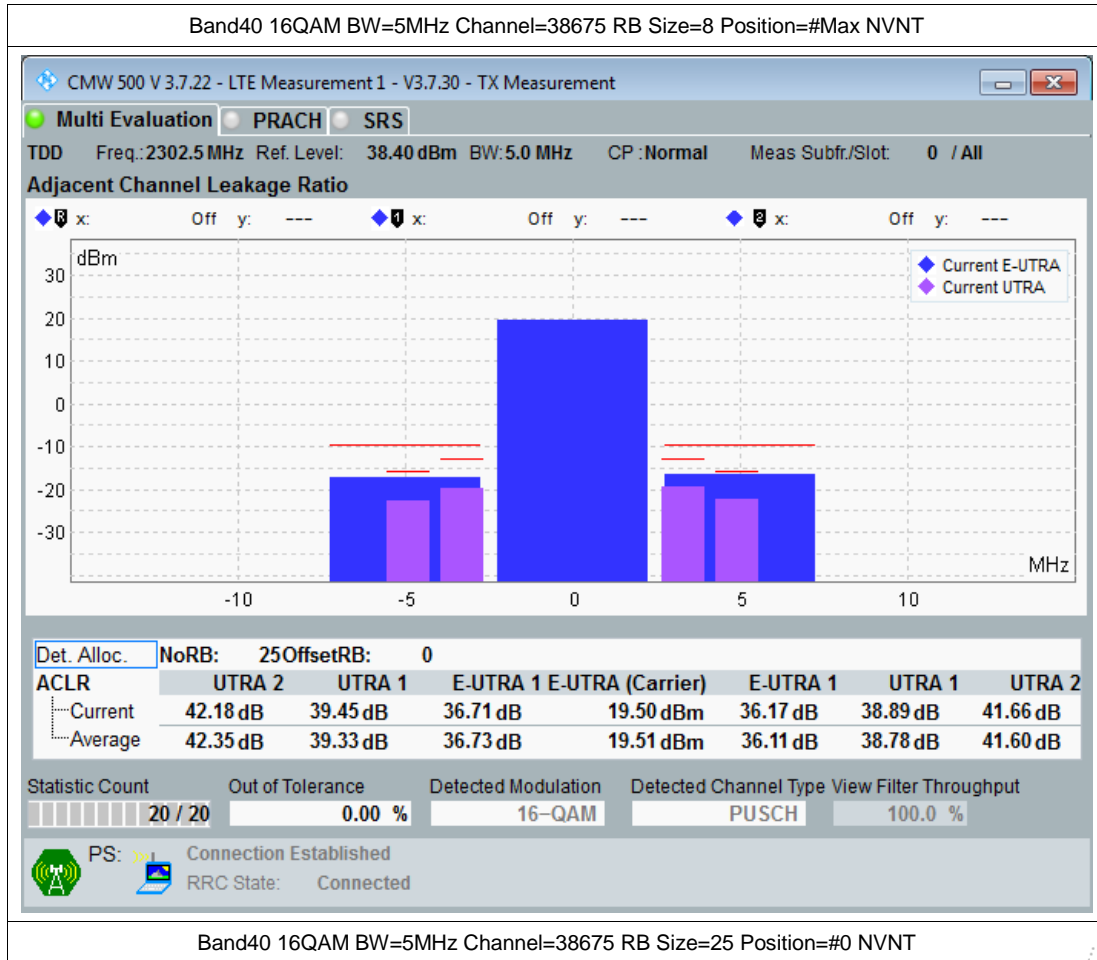 Band40 16QAM BW=5MHz Channel=38675 RB Size=8 Position=#Max NVNT
CMW 500 V 3.7.22 - LTE Measurement 1 - V3.7.30 - TX Measurement
Multi Evaluation PRACH SRS
TDD Freq.:2302.5 MHz Ref. Level: 38.40 dBm BW:5.0 MHz CP :Normal Meas Subfr./Slot: 0 / All
Adjacent Channel Leakage Ratio
R x: Off y: --- 1 x: Off y: --- 2 x: Off y: ---
dBm
Current E-UTRA
Current UTRA
30
20
10
0
-10
-20
-30
MHz
-10 -5 0 5 10
Det. Alloc. NoRB: 25 OffsetRB: 0
ACLR UTRA 2 UTRA 1 E-UTRA 1 E-UTRA (Carrier) E-UTRA 1 UTRA 1 UTRA 2
Current 42.18 dB 39.45 dB 36.71 dB 19.50 dBm 36.17 dB 38.89 dB 41.66 dB
Average 42.35 dB 39.33 dB 36.73 dB 19.51 dBm 36.11 dB 38.78 dB 41.60 dB
Statistic Count Out of Tolerance Detected Modulation Detected Channel Type View Filter Throughput
20 / 20 0.00 % 16-QAM PUSCH 100.0 %
PS: Connection Established
RRC State: Connected
Band40 16QAM BW=5MHz Channel=38675 RB Size=25 Position=#0 NVNT